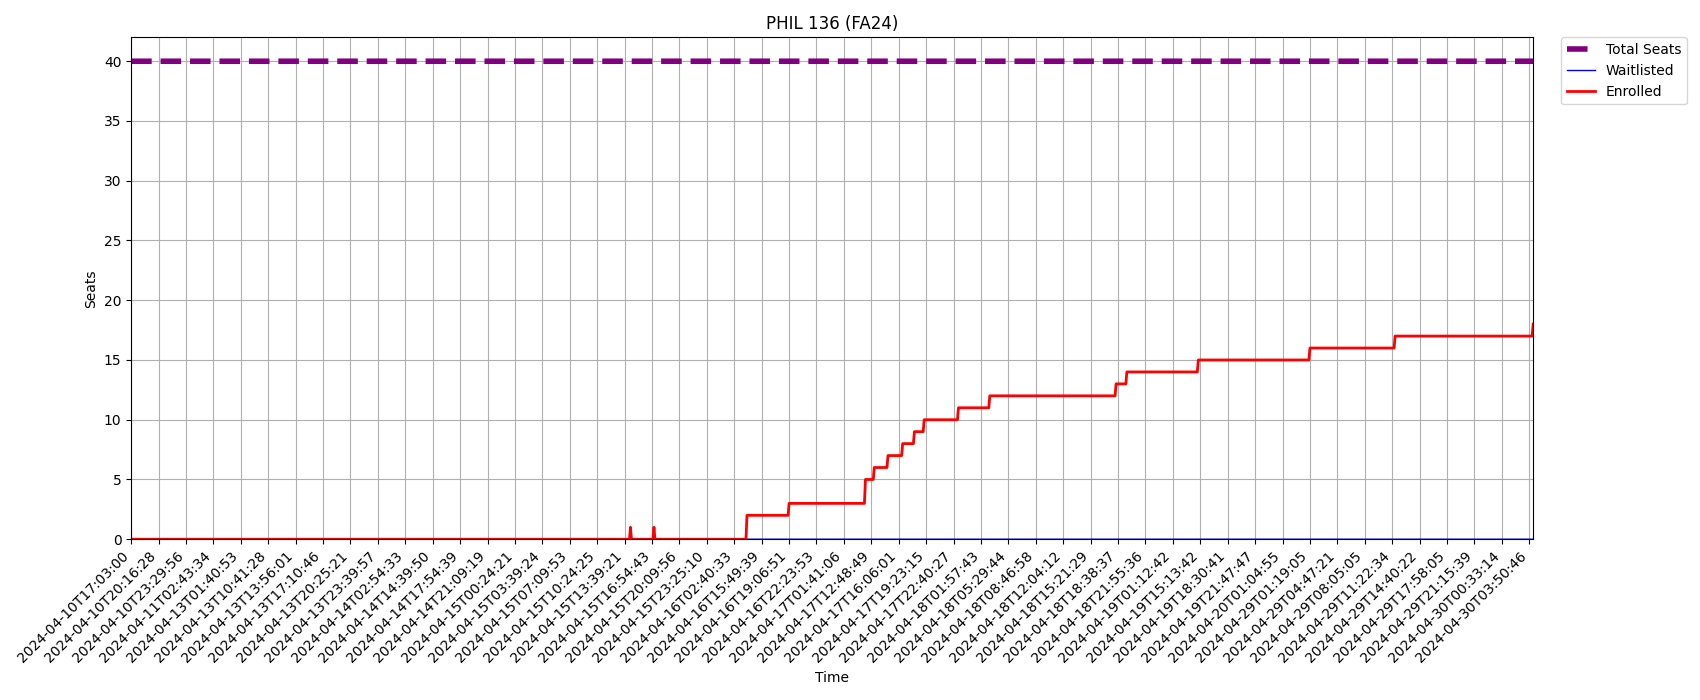 PHIL 136 (FA24)
Total Seats
Waitlisted
Enrolled
Seats
40
35
30
25
20
15
10
5
0
2024-04-10T17:03:00
2024-04-10T20:16:28
2024-04-10T23:29:56
2024-04-11T02:43:34
2024-04-13T01:40:53
2024-04-13T10:41:28
2024-04-13T13:56:01
2024-04-13T17:10:46
2024-04-13T20:25:21
2024-04-13T23:39:57
2024-04-14T02:54:33
2024-04-14T14:39:50
2024-04-14T17:54:39
2024-04-14T21:09:19
2024-04-15T00:24:21
2024-04-15T03:39:24
2024-04-15T07:09:53
2024-04-15T10:24:25
2024-04-15T13:39:21
2024-04-15T16:54:43
2024-04-15T20:09:56
2024-04-15T23:25:10
2024-04-16T02:40:33
2024-04-16T15:49:39
2024-04-16T19:06:51
2024-04-16T22:23:53
2024-04-17T01:41:06
2024-04-17T12:48:49
2024-04-17T16:06:01
2024-04-17T19:23:15
2024-04-17T22:40:27
2024-04-18T01:57:43
2024-04-18T05:29:44
2024-04-18T08:46:58
2024-04-18T12:04:12
2024-04-18T15:21:29
2024-04-18T18:38:37
2024-04-18T21:55:36
2024-04-19T01:12:42
2024-04-19T15:13:42
2024-04-19T18:30:41
2024-04-19T21:47:47
2024-04-20T01:04:55
2024-04-29T01:19:05
2024-04-29T04:47:21
2024-04-29T08:05:05
2024-04-29T11:22:34
2024-04-29T14:40:22
2024-04-29T17:58:05
2024-04-29T21:15:39
2024-04-30T00:33:14
2024-04-30T03:50:46
Time